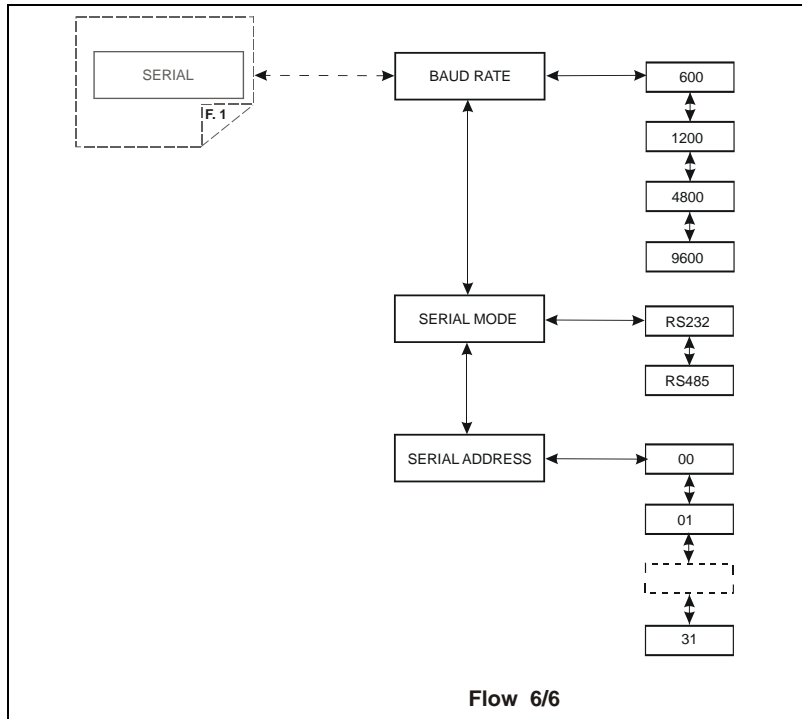 SERIAL
F. 1
BAUD RATE
600
1200
4800
9600
SERIAL MODE
RS232
RS485
SERIAL ADDRESS
00
01
31
Flow 6/6